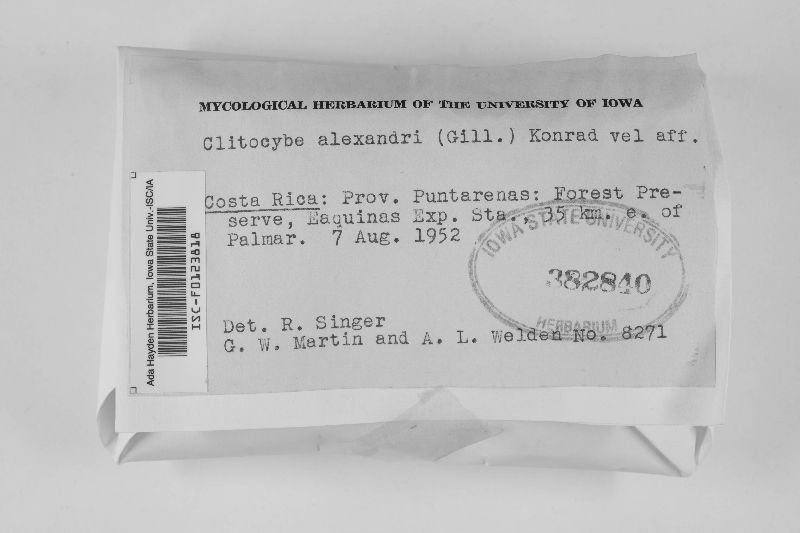 MYCOLOGICAL HERBARIUM OF THE UNIVERSITY OF IOWA
Clitocybe alexandri (Gill.) Konrad vel aff.
Costa Rica: Prov. Puntarenas: Forest Pre-
serve, Eaquinas Exp. Sta., 35 km. e. of
Palmar. 7 Aug. 1952
IOWA STATE UNIVERSITY
382840
HERBARIUM
Det. R. Singer
G. W. Martin and A. L. Welden No. 8271
Ada Hayden Herbarium, Iowa State Univ.-ISC/IA
ISC-F0123818